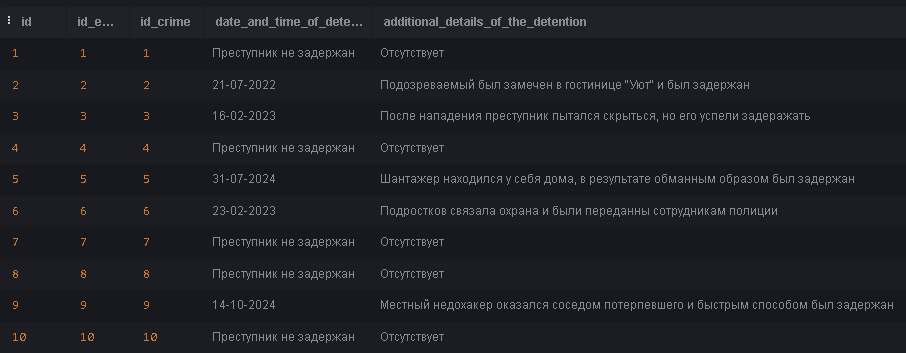 id id_e... id_crime date_and_time_of_dete... additional_details_of_the_detention
1 1 1 Преступник не задержан Отсутствует
2 2 2 21-07-2022 Подозреваемый был замечен в гостинице "Уют" и был задержан
3 3 3 16-02-2023 После нападения преступник пытался скрыться, но его успели задеражать
4 4 4 Преступник не задержан Отсутствует
5 5 5 31-07-2024 Шантажер находился у себя дома, в результате обманным образом был задержан
6 6 6 23-02-2023 Подростков связала охрана и были переданны сотрудникам полиции
7 7 7 Преступник не задержан Отсутствует
8 8 8 Преступник не задержан Отсутствует
9 9 9 14-10-2024 Местный недохакер оказался соседом потерпевшего и быстрым способом был задержан
10 10 10 Преступник не задержан Отсутствует